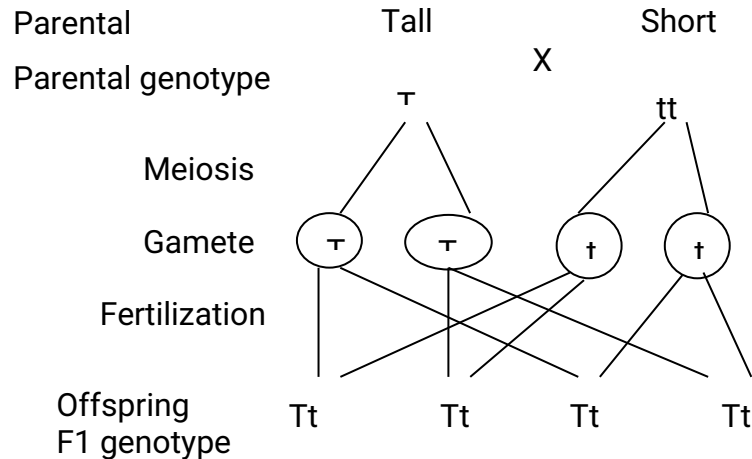 Parental Tall Short
X
Parental genotype T tt
Meiosis
Gamete T T t t
Fertilization
Offspring Tt Tt Tt Tt
F1 genotype